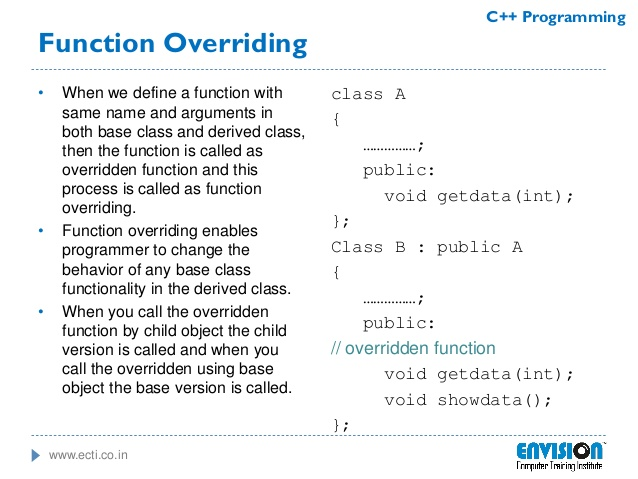 C++ Programming
Function Overriding
• When we define a function with
same name and arguments in
both base class and derived class,
then the function is called as
overridden function and this
process is called as function
overriding.
• Function overriding enables
programmer to change the
behavior of any base class
functionality in the derived class.
• When you call the overridden
function by child object the child
version is called and when you
call the overridden using base
object the base version is called.
class A
{
……………;
public:
void getdata(int);
};
Class B : public A
{
……………;
public:
// overridden function
void getdata(int);
void showdata();
};
www.ecti.co.in
ENVISION
Computer Training Institute